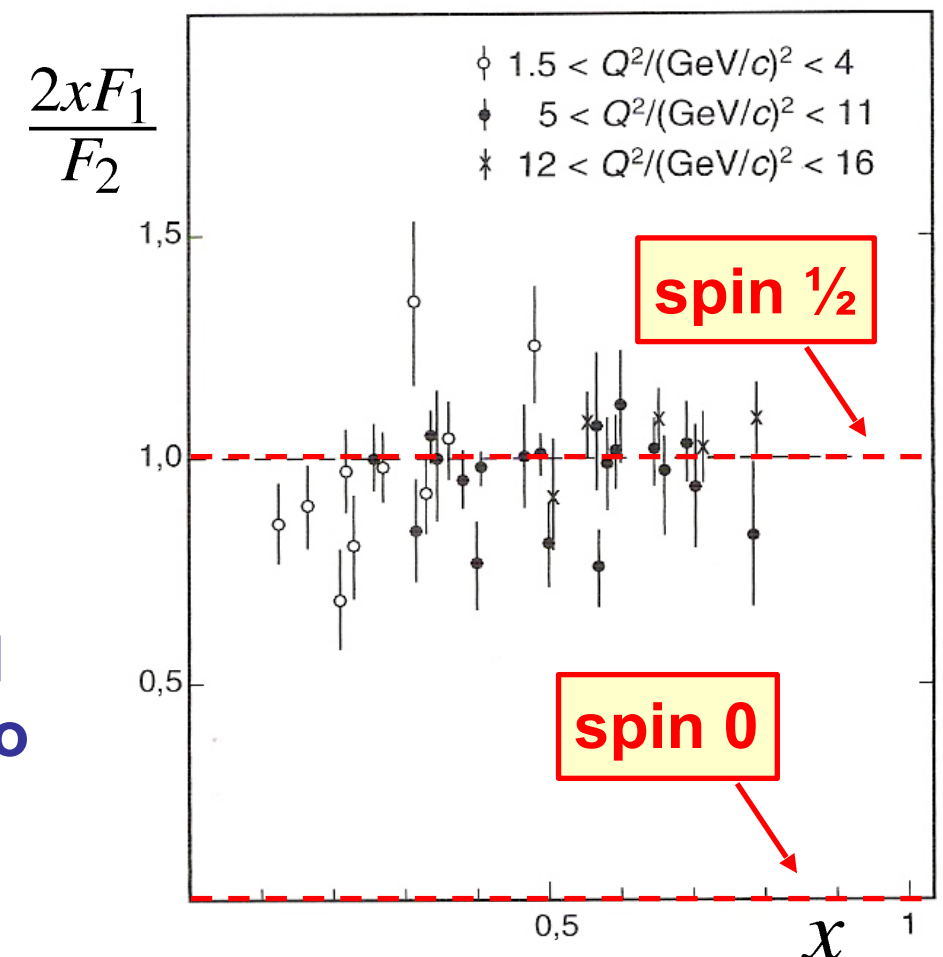 2xF₁
F₂
1.5 < Q²/(GeV/c)² < 4
5 < Q²/(GeV/c)² < 11
12 < Q²/(GeV/c)² < 16
1,5
spin ½
1,0
0,5
o
spin 0
0,5
x
1